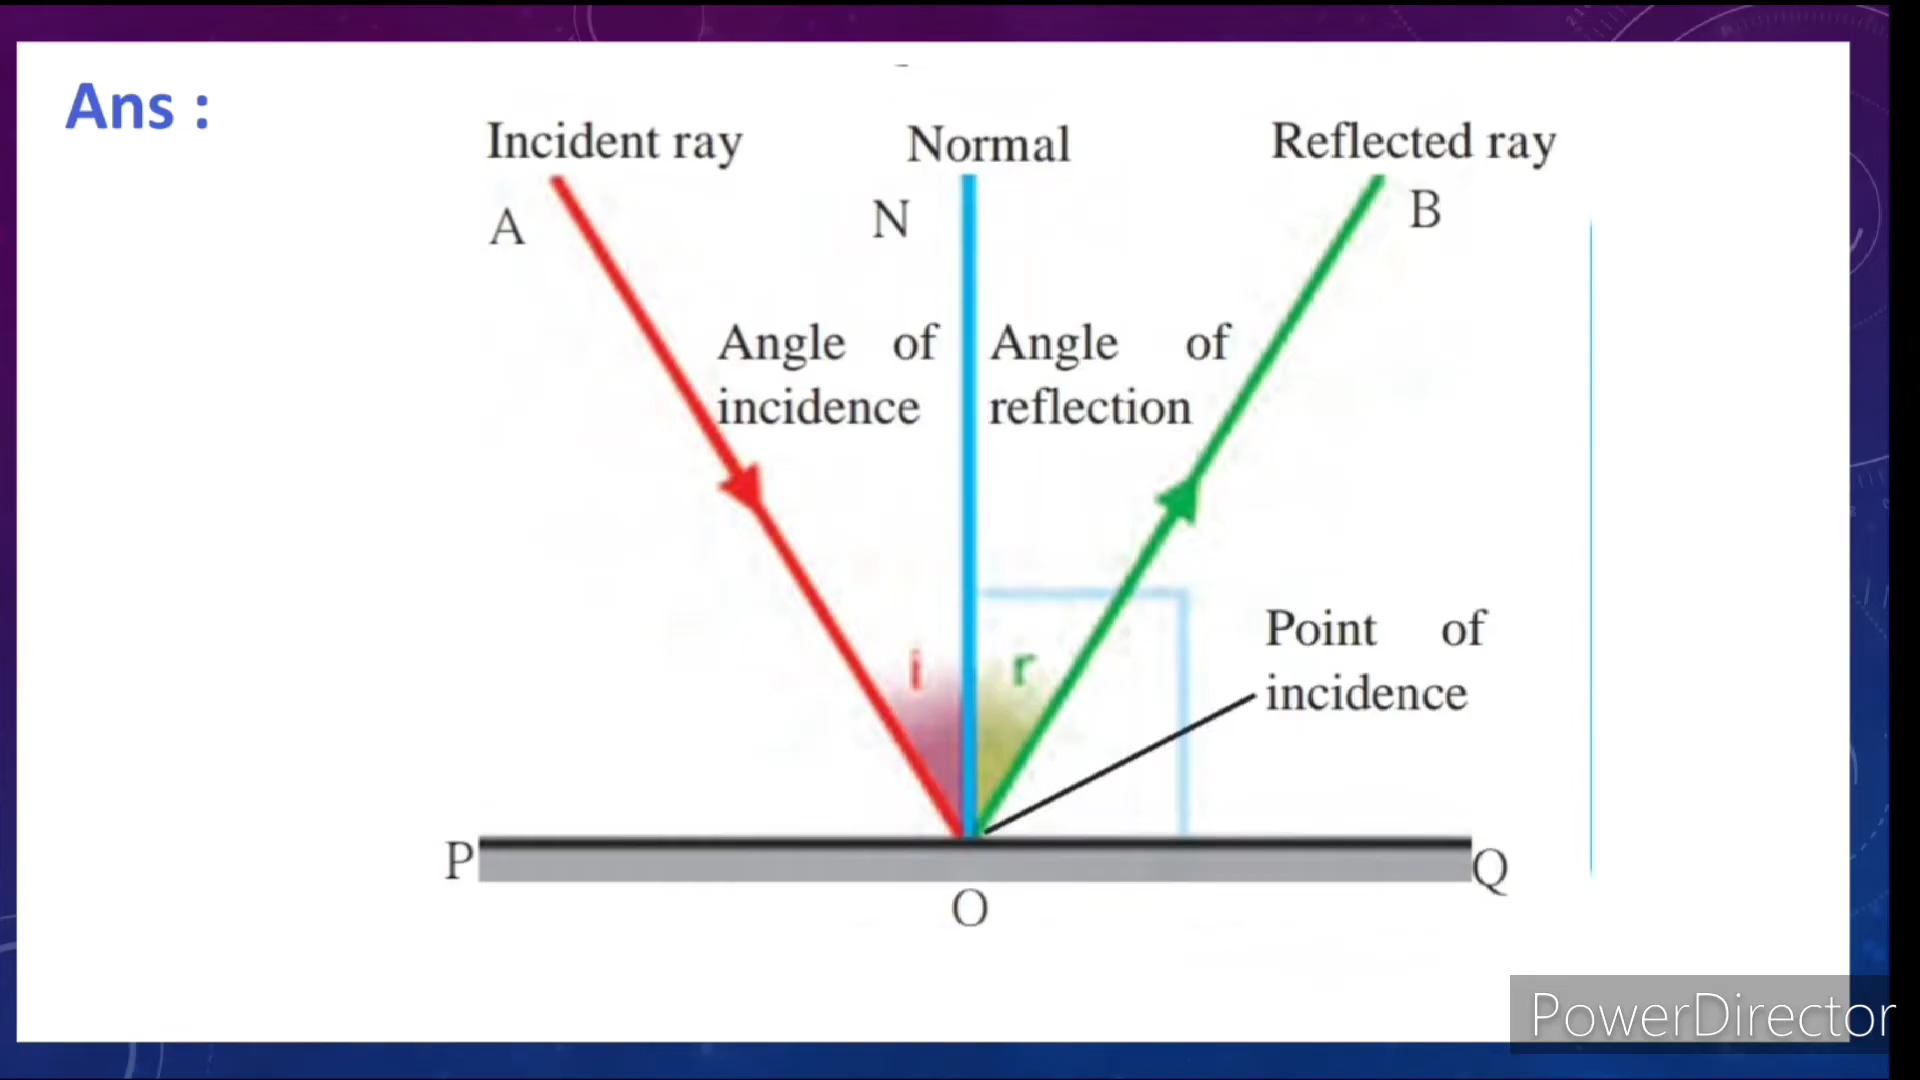 Ans :
Incident ray
Normal
Reflected ray
A
N
B
Angle of
incidence
Angle of
reflection
i
r
Point of
incidence
P
Q
O
PowerDirector